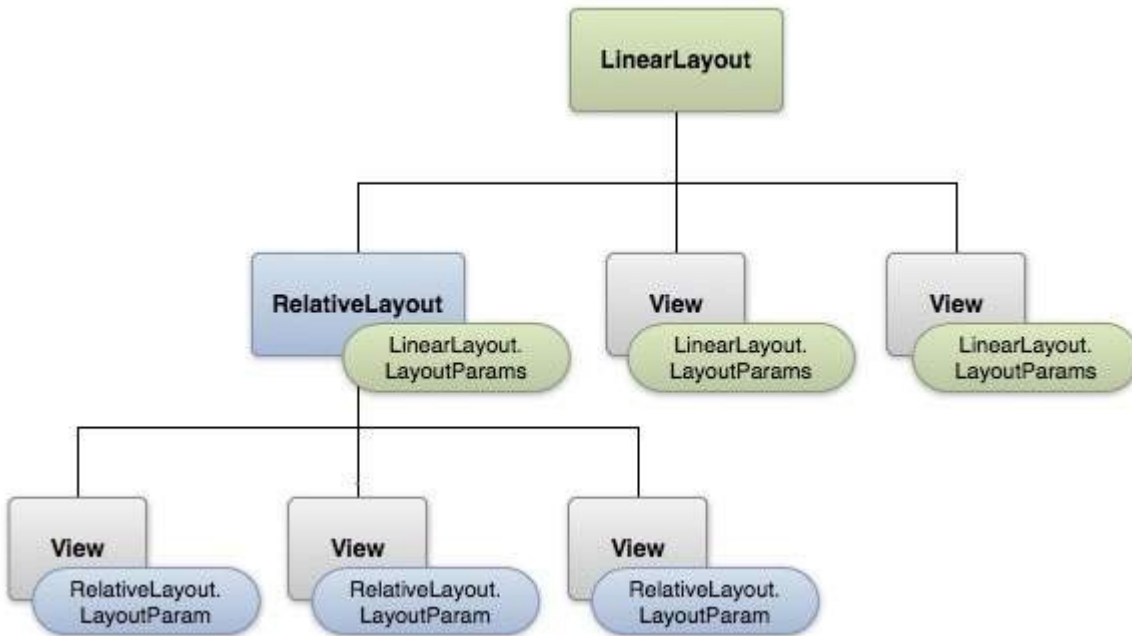 LinearLayout
RelativeLayout
LinearLayout.
LayoutParams
View
LinearLayout.
LayoutParams
View
LinearLayout.
LayoutParams
View
RelativeLayout.
LayoutParam
View
RelativeLayout.
LayoutParam
View
RelativeLayout.
LayoutParam